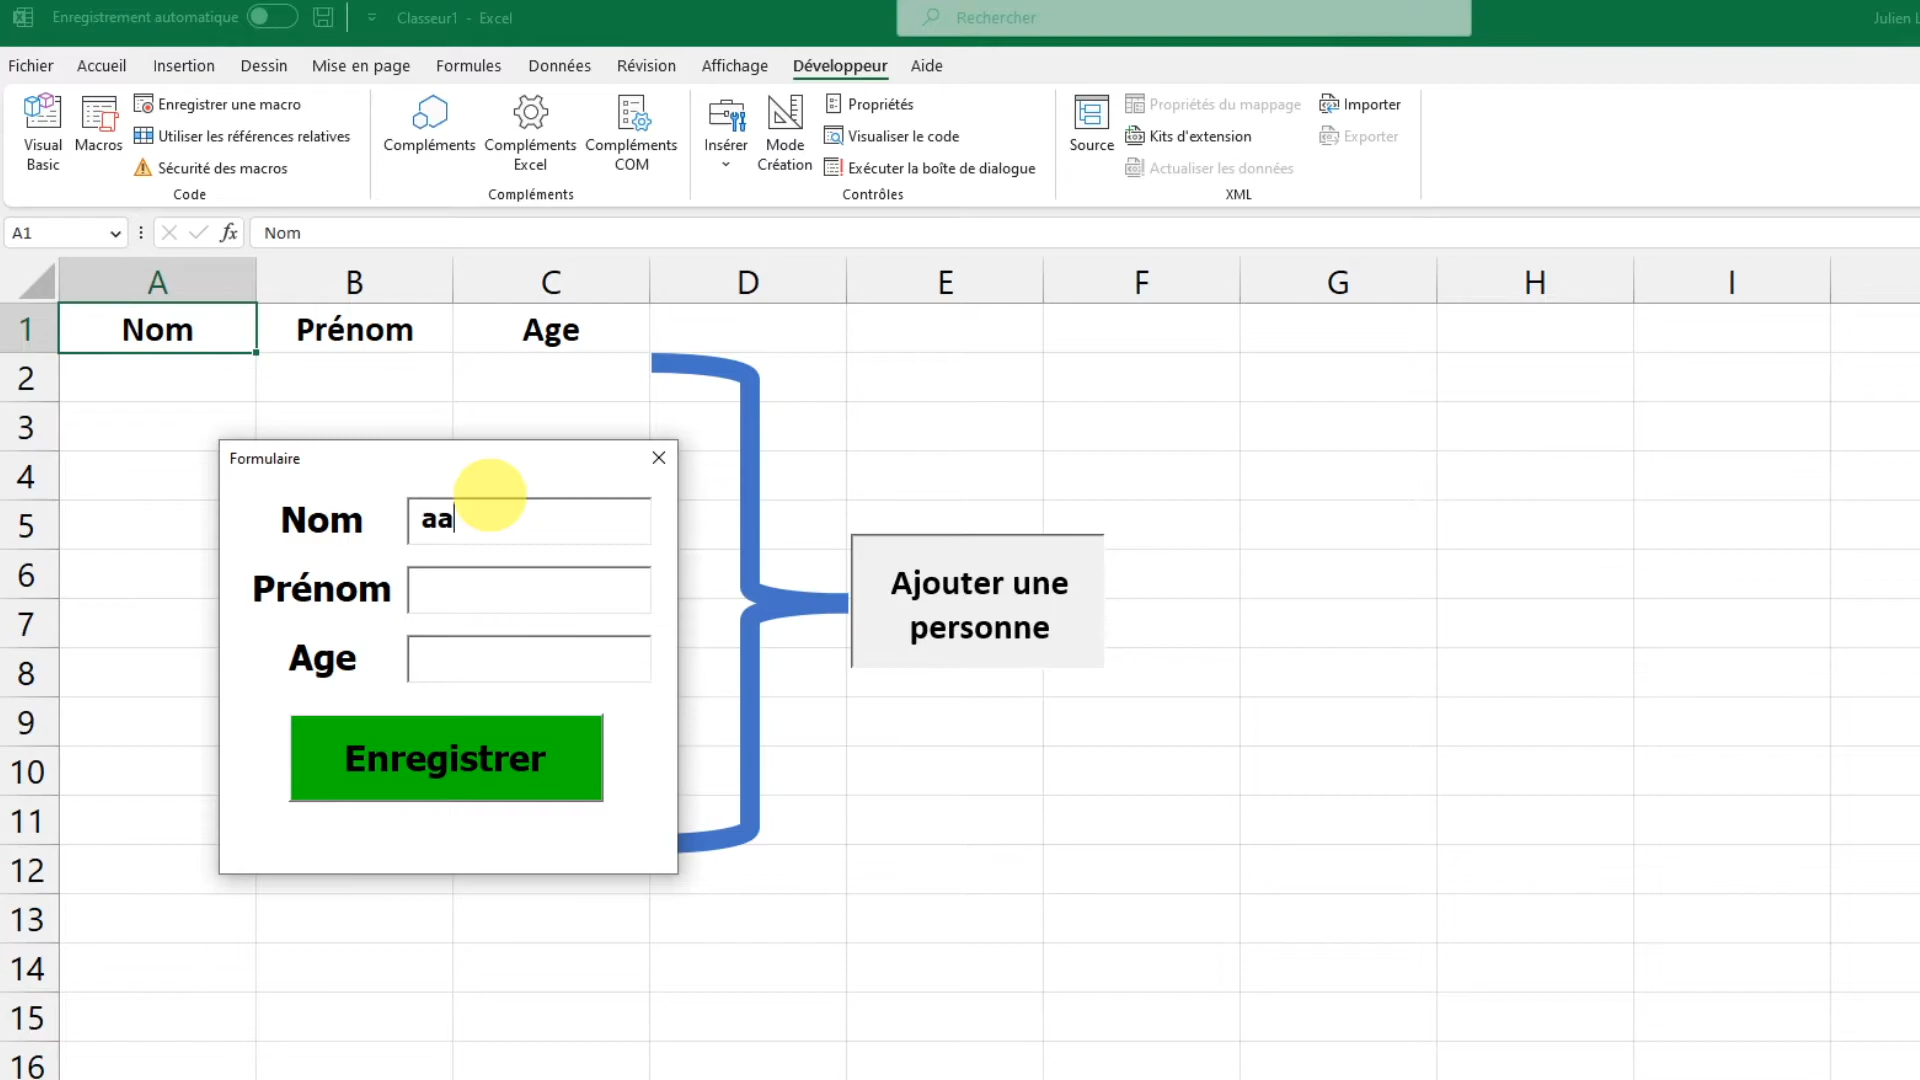 Enregistrement automatique
Classeur1 - Excel
Rechercher
Julien L
Fichier Accueil Insertion Dessin Mise en page Formules Données Révision Affichage Développeur Aide
Visual Basic
Macros
Enregistrer une macro
Utiliser les références relatives
Sécurité des macros
Code
Compléments
Compléments Excel
Compléments COM
Compléments
Insérer
Mode Création
Propriétés
Visualiser le code
Exécuter la boîte de dialogue
Contrôles
Source
Propriétés du mappage
Kits d'extension
Actualiser les données
Importer
Exporter
XML
A1 fx Nom
A B C D E F G H I
1 Nom Prénom Age
2
3
4
5
6
7
8
9
10
11
12
13
14
15
16
Formulaire
Nom aa
Prénom
Age
Enregistrer
Ajouter une
personne